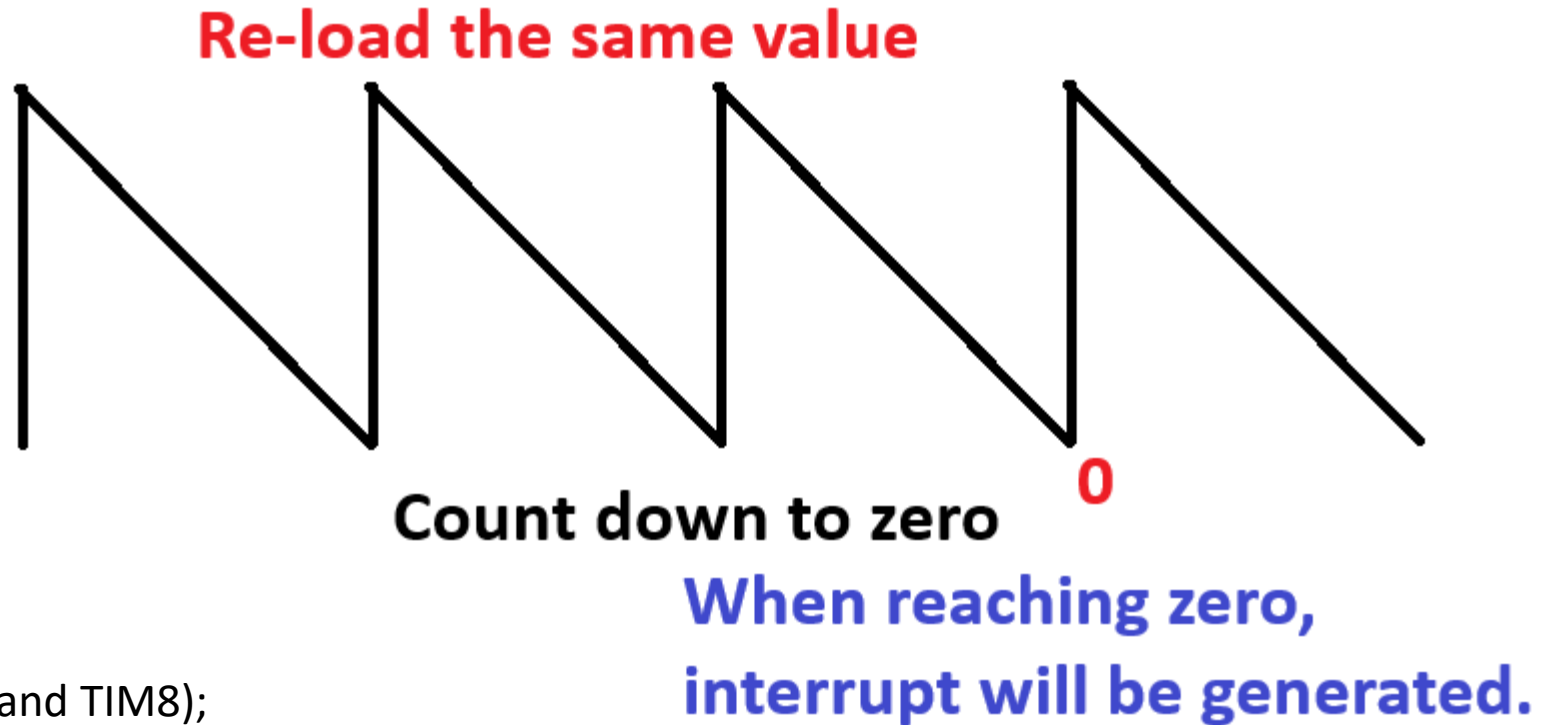 Re-load the same value
0
Count down to zero
When reaching zero,
interrupt will be generated.
and TIM8);